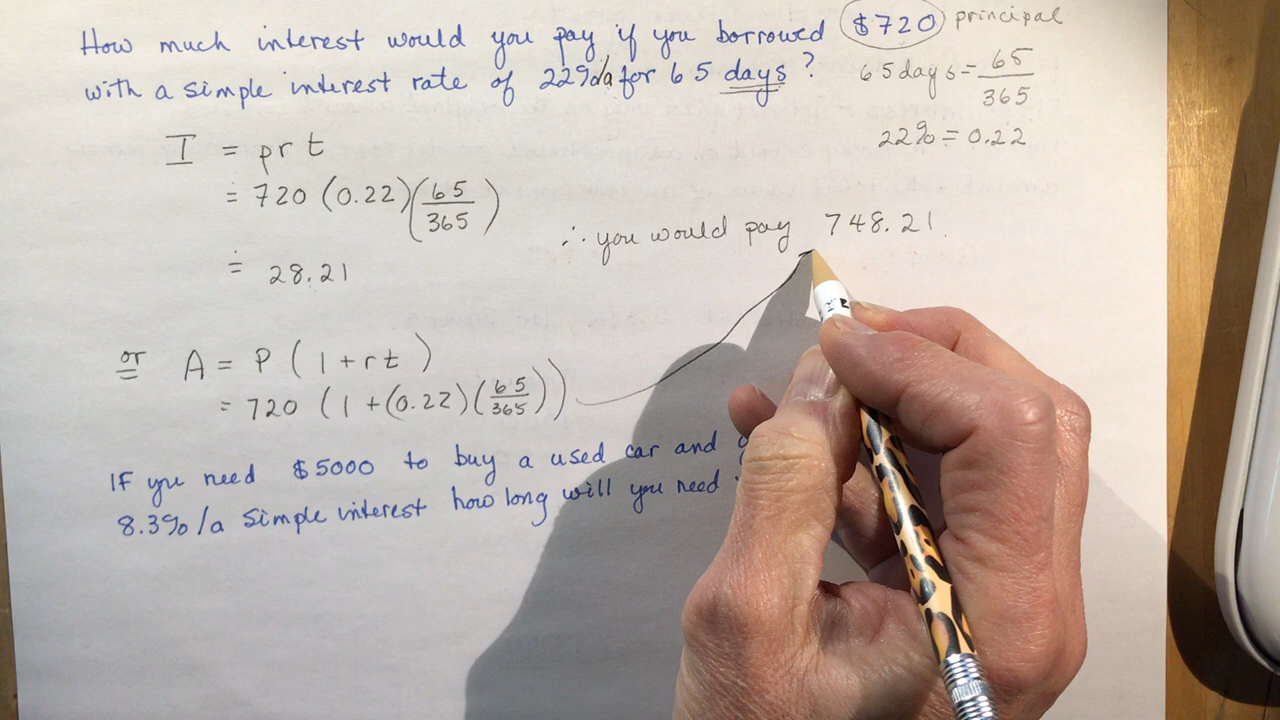 How much interest would you pay if you borrowed $720 principal
with a simple interest rate of 22%/a for 65 days?
65 days = 65/365
22% = 0.22
I = prt
= 720 (0.22)(65/365)
≐ 28.21
∴ you would pay 748.21.
or A = P (1 + rt)
= 720 (1 + (0.22)(65/365))
IF you need $5000 to buy a used car and
8.3%/a simple interest how long will you need